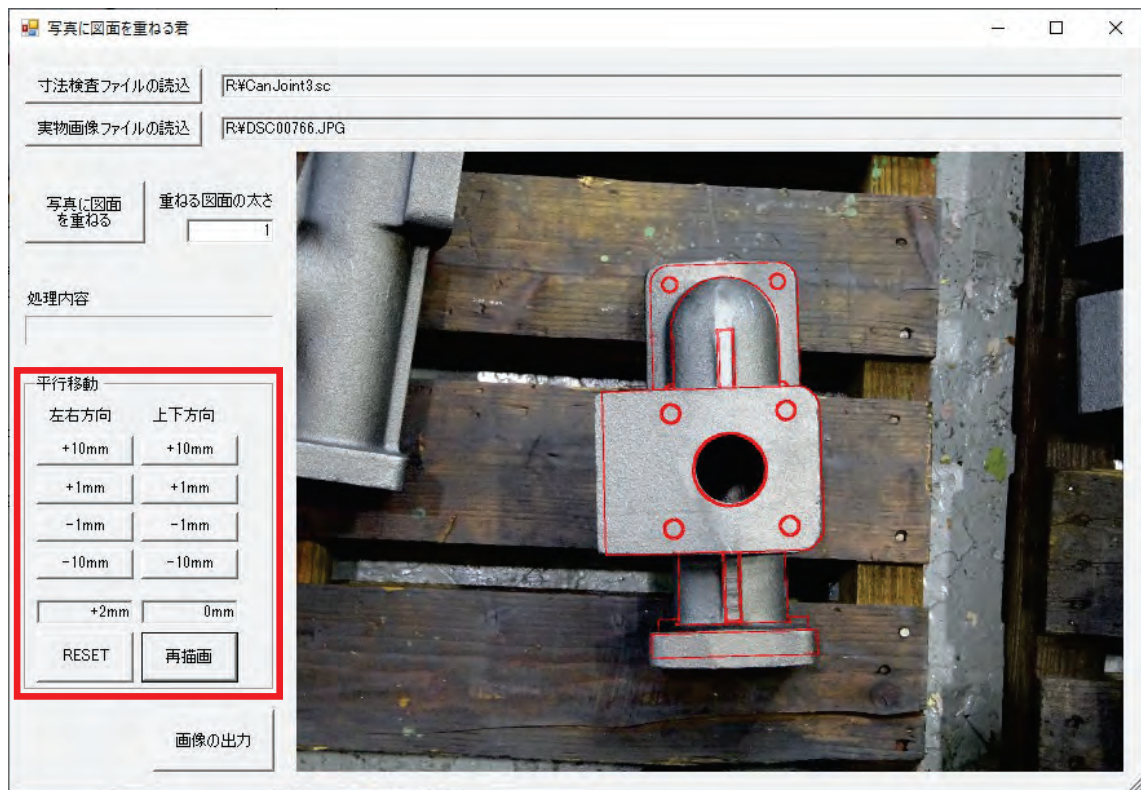 写真に図面を重ねる君
寸法検査ファイルの読込
R:¥CanJoint3.sc
実物画像ファイルの読込
R:¥DSC00766.JPG
写真に図面
を重ねる
重ねる図面の太さ
1
処理内容
平行移動
左右方向 上下方向
+10mm +10mm
+1mm +1mm
-1mm -1mm
-10mm -10mm
+2mm 0mm
RESET 再描画
画像の出力